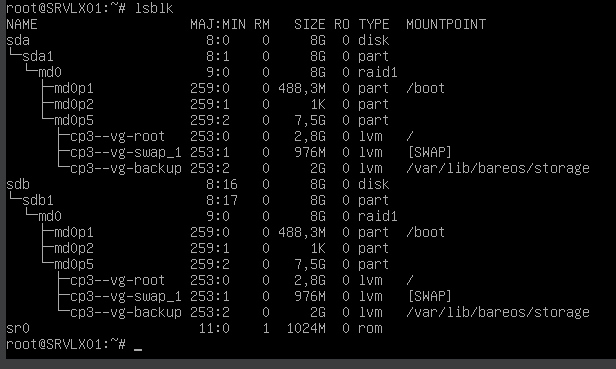 root@SRVLX01:~# lsblk
NAME                   MAJ:MIN RM   SIZE RO TYPE  MOUNTPOINT
sda                      8:0    0     8G  0 disk
└─sda1                   8:1    0     8G  0 part
  └─md0                  9:0    0     8G  0 raid1
    ├─md0p1            259:0    0 488,3M  0 part  /boot
    ├─md0p2            259:1    0     1K  0 part
    └─md0p5            259:2    0   7,5G  0 part
      ├─cp3--vg-root   253:0    0   2,8G  0 lvm   /
      ├─cp3--vg-swap_1 253:1    0   976M  0 lvm   [SWAP]
      └─cp3--vg-backup 253:2    0     2G  0 lvm   /var/lib/bareos/storage
sdb                      8:16   0     8G  0 disk
└─sdb1                   8:17   0     8G  0 part
  └─md0                  9:0    0     8G  0 raid1
    ├─md0p1            259:0    0 488,3M  0 part  /boot
    ├─md0p2            259:1    0     1K  0 part
    └─md0p5            259:2    0   7,5G  0 part
      ├─cp3--vg-root   253:0    0   2,8G  0 lvm   /
      ├─cp3--vg-swap_1 253:1    0   976M  0 lvm   [SWAP]
      └─cp3--vg-backup 253:2    0     2G  0 lvm   /var/lib/bareos/storage
sr0                     11:0    1  1024M  0 rom
root@SRVLX01:~# _